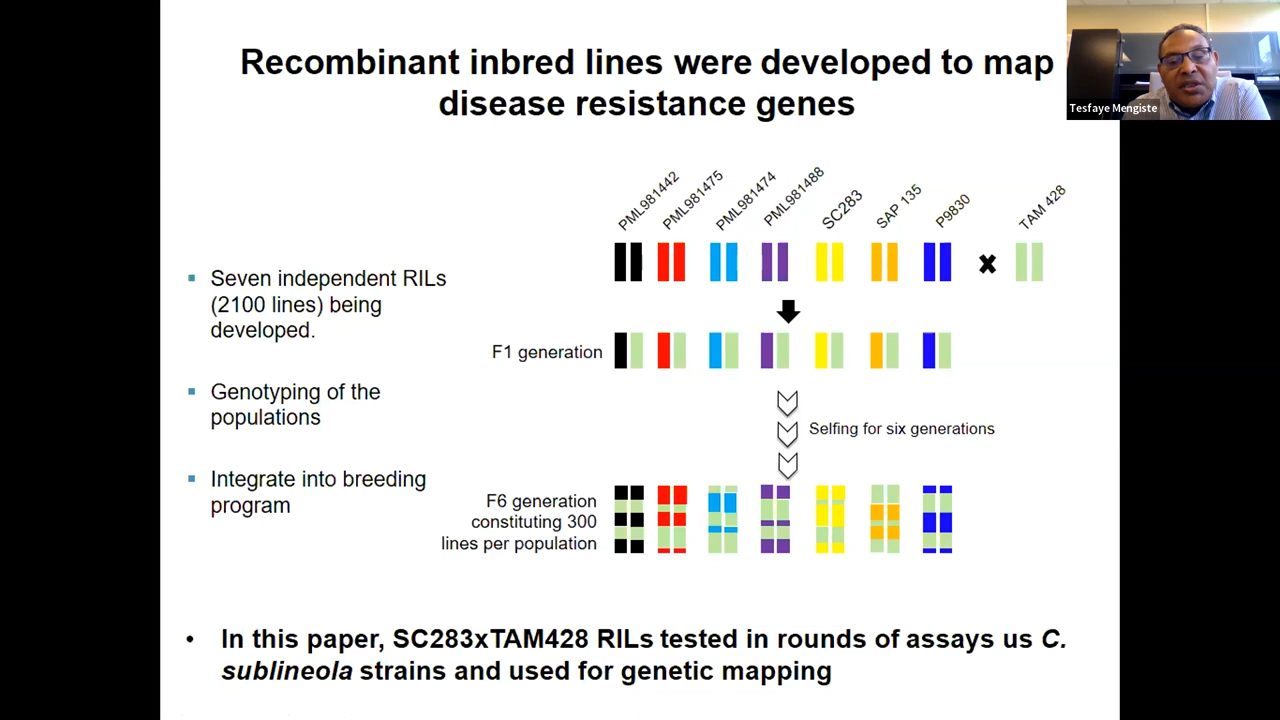 Recombinant inbred lines were developed to map
disease resistance genes
Tesfaye Mengiste
PML981442
PML981475
PML981474
PML981488
SC283
SAP 135
P9830
TAM 428
Seven independent RILs
(2100 lines) being
developed.
Genotyping of the
populations
Integrate into breeding
program
F1 generation
Selfing for six generations
F6 generation
constituting 300
lines per population
In this paper, SC283xTAM428 RILs tested in rounds of assays us C.
sublineola strains and used for genetic mapping